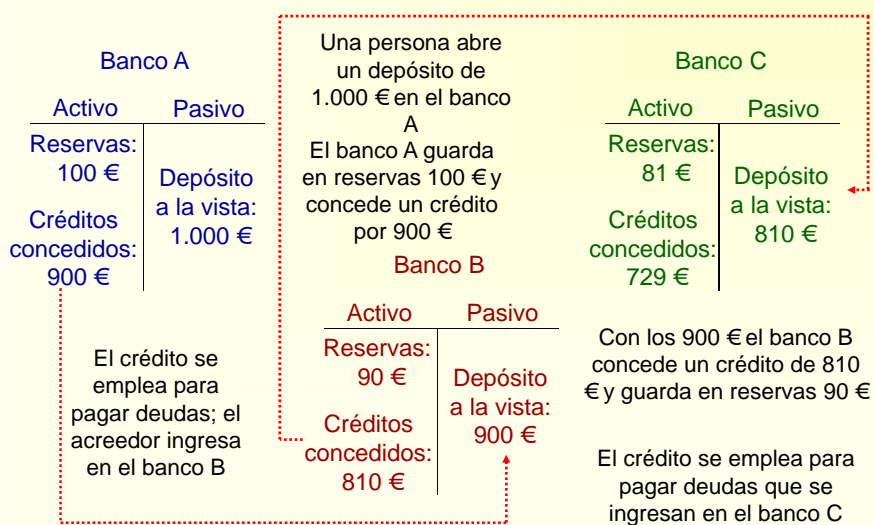 Banco A
Activo Pasivo
Reservas:
100 €
Depósito
a la vista:
1.000 €
Créditos
concedidos:
900 €
Una persona abre
un depósito de
1.000 € en el banco
A
El banco A guarda
en reservas 100 € y
concede un crédito
por 900 €
Banco C
Activo Pasivo
Reservas:
81 €
Depósito
a la vista:
810 €
Créditos
concedidos:
729 €
El crédito se
emplea para
pagar deudas; el
acreedor ingresa
en el banco B
Banco B
Activo Pasivo
Reservas:
90 €
Depósito
a la vista:
900 €
Créditos
concedidos:
810 €
Con los 900 € el banco B
concede un crédito de 810
€ y guarda en reservas 90 €
El crédito se emplea para
pagar deudas que se
ingresan en el banco C